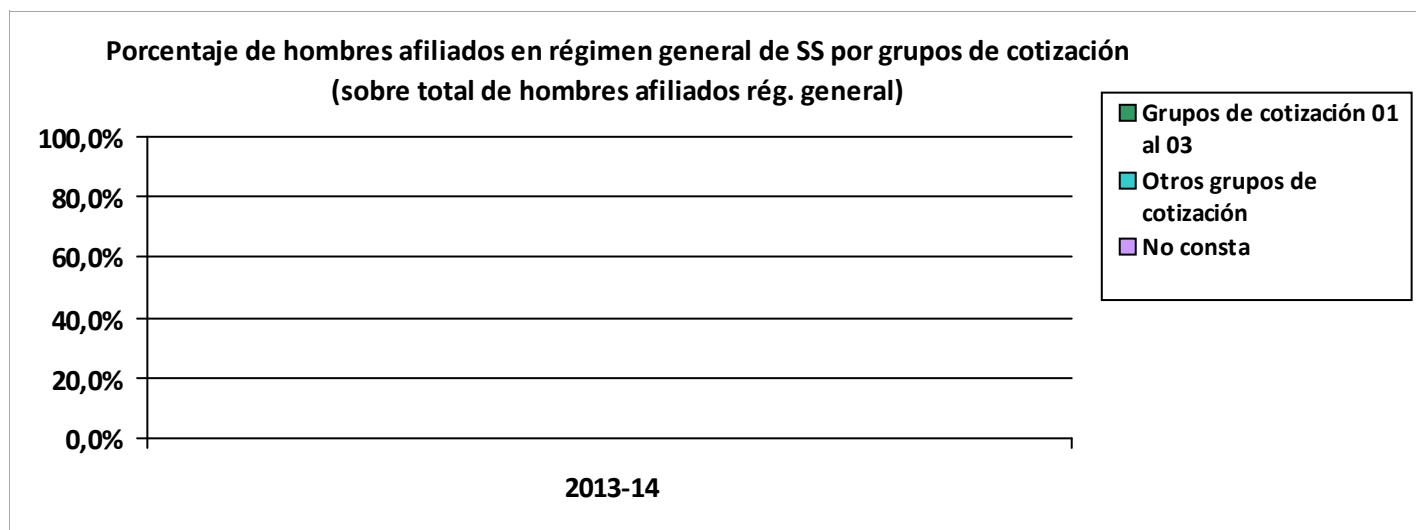 Porcentaje de hombres afiliados en régimen general de SS por grupos de cotización
(sobre total de hombres afiliados rég. general)
100,0%
80,0%
60,0%
40,0%
20,0%
0,0%
2013-14
Grupos de cotización 01
al 03
Otros grupos de
cotización
No consta